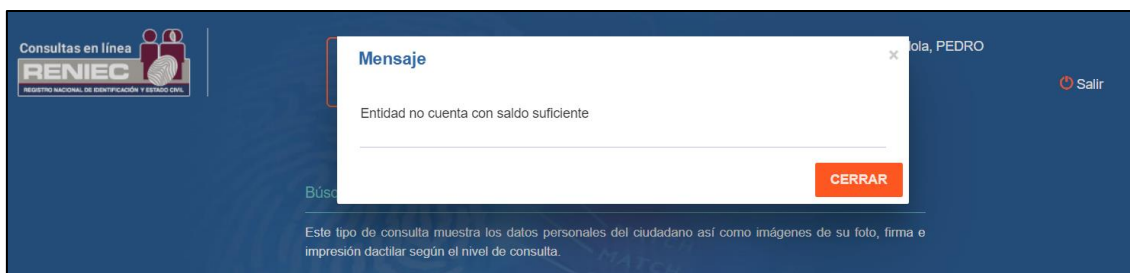 Consultas en línea
RENIEC
REGISTRO NACIONAL DE IDENTIFICACIÓN Y ESTADO CIVIL
Mensaje
×
Entidad no cuenta con saldo suficiente
CERRAR
PEDRO
Salir
Este tipo de consulta muestra los datos personales del ciudadano así como imágenes de su foto, firma e
impresión dactilar según el nivel de consulta.
MATCH